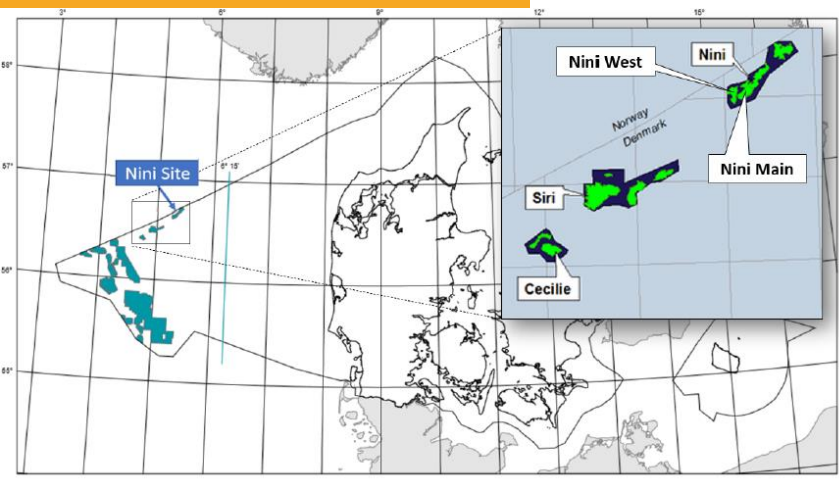 3°
6°
9°
12°
15°
58°
57°
56°
55°
6° 15'
Nini Site
Nini West
Nini
Norway
Denmark
Nini Main
Siri
Cecilie